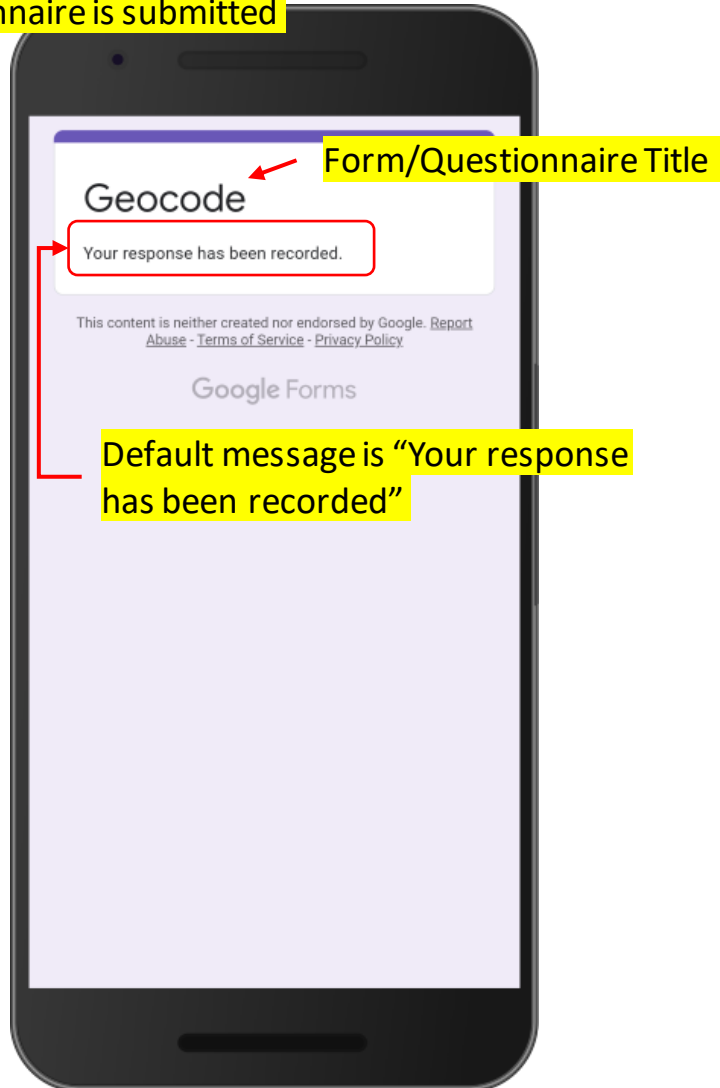 is submitted
Form/Questionnaire Title
Geocode
Your response has been recorded.
This content is neither created nor endorsed by Google. Report
Abuse - Terms of Service - Privacy Policy
Google Forms
Default message is “Your response
has been recorded”